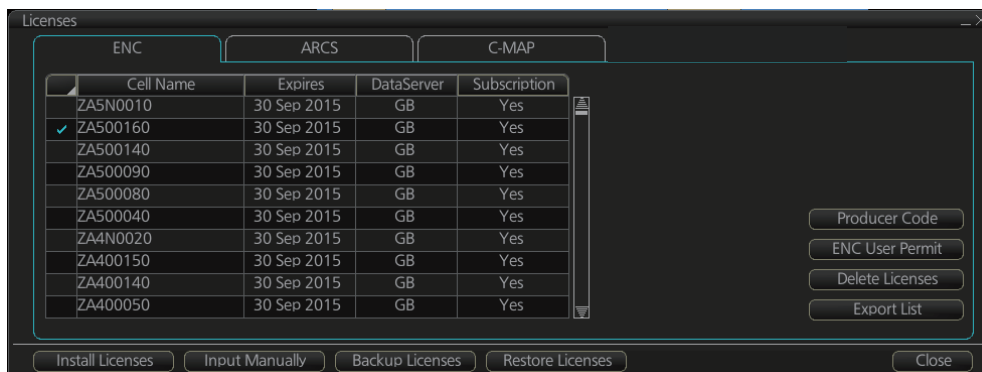 Licenses
ENC ARCS C-MAP
Cell Name Expires DataServer Subscription
ZA5N0010 30 Sep 2015 GB Yes
ZA500160 30 Sep 2015 GB Yes
ZA500140 30 Sep 2015 GB Yes
ZA500090 30 Sep 2015 GB Yes
ZA500080 30 Sep 2015 GB Yes
ZA500040 30 Sep 2015 GB Yes
ZA4N0020 30 Sep 2015 GB Yes
ZA400150 30 Sep 2015 GB Yes
ZA400140 30 Sep 2015 GB Yes
ZA400050 30 Sep 2015 GB Yes
Producer Code
ENC User Permit
Delete Licenses
Export List
Install Licenses Input Manually Backup Licenses Restore Licenses Close